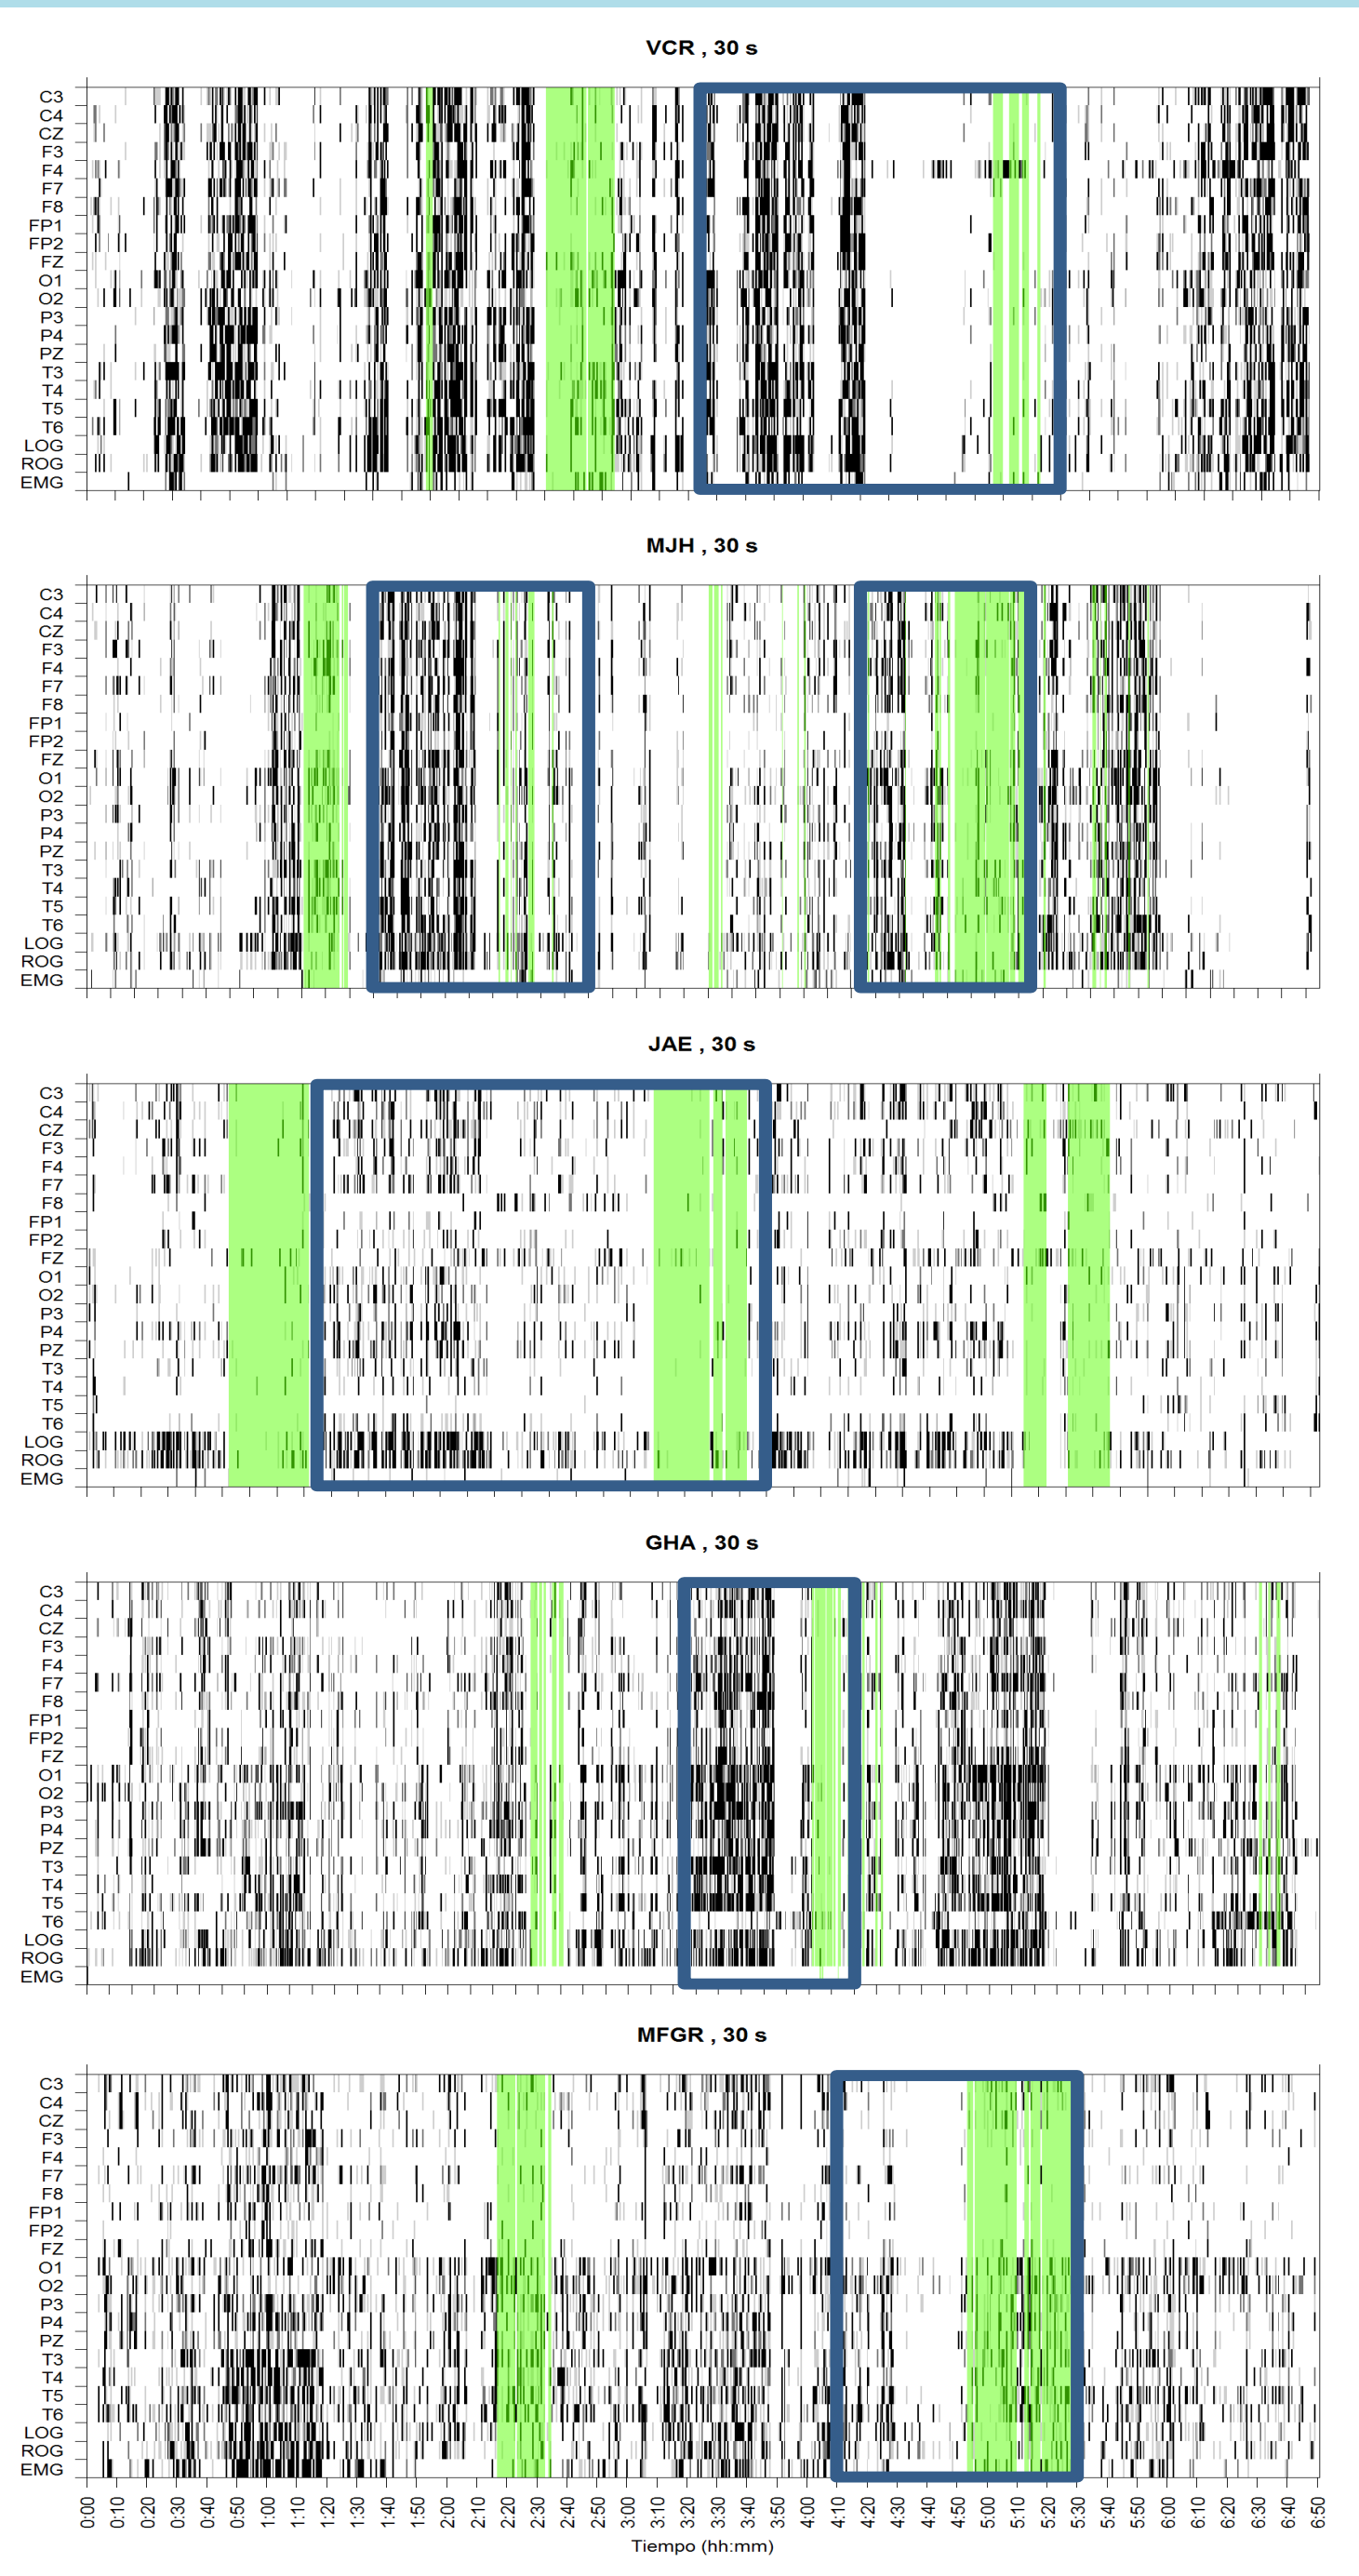 VCR , 30 s
C3
C4
CZ
F3
F4
F7
F8
FP1
FP2
FZ
O1
O2
P3
P4
PZ
T3
T4
T5
T6
LOG
ROG
EMG
MJH , 30 s
C3
C4
CZ
F3
F4
F7
F8
FP1
FP2
FZ
O1
O2
P3
P4
PZ
T3
T4
T5
T6
LOG
ROG
EMG
JAE , 30 s
C3
C4
CZ
F3
F4
F7
F8
FP1
FP2
FZ
O1
O2
P3
P4
PZ
T3
T4
T5
T6
LOG
ROG
EMG
GHA , 30 s
C3
C4
CZ
F3
F4
F7
F8
FP1
FP2
FZ
O1
O2
P3
P4
PZ
T3
T4
T5
T6
LOG
ROG
EMG
MFGR , 30 s
C3
C4
CZ
F3
F4
F7
F8
FP1
FP2
FZ
O1
O2
P3
P4
PZ
T3
T4
T5
T6
LOG
ROG
EMG
0:00 0:10 0:20 0:30 0:40 0:50 1:00 1:10 1:20 1:30 1:40 1:50 2:00 2:10 2:20 2:30 2:40 2:50 3:00 3:10 3:20 3:30 3:40 3:50 4:00 4:10 4:20 4:30 4:40 4:50 5:00 5:10 5:20 5:30 5:40 5:50 6:00 6:10 6:20 6:30 6:40 6:50
Tiempo (hh:mm)